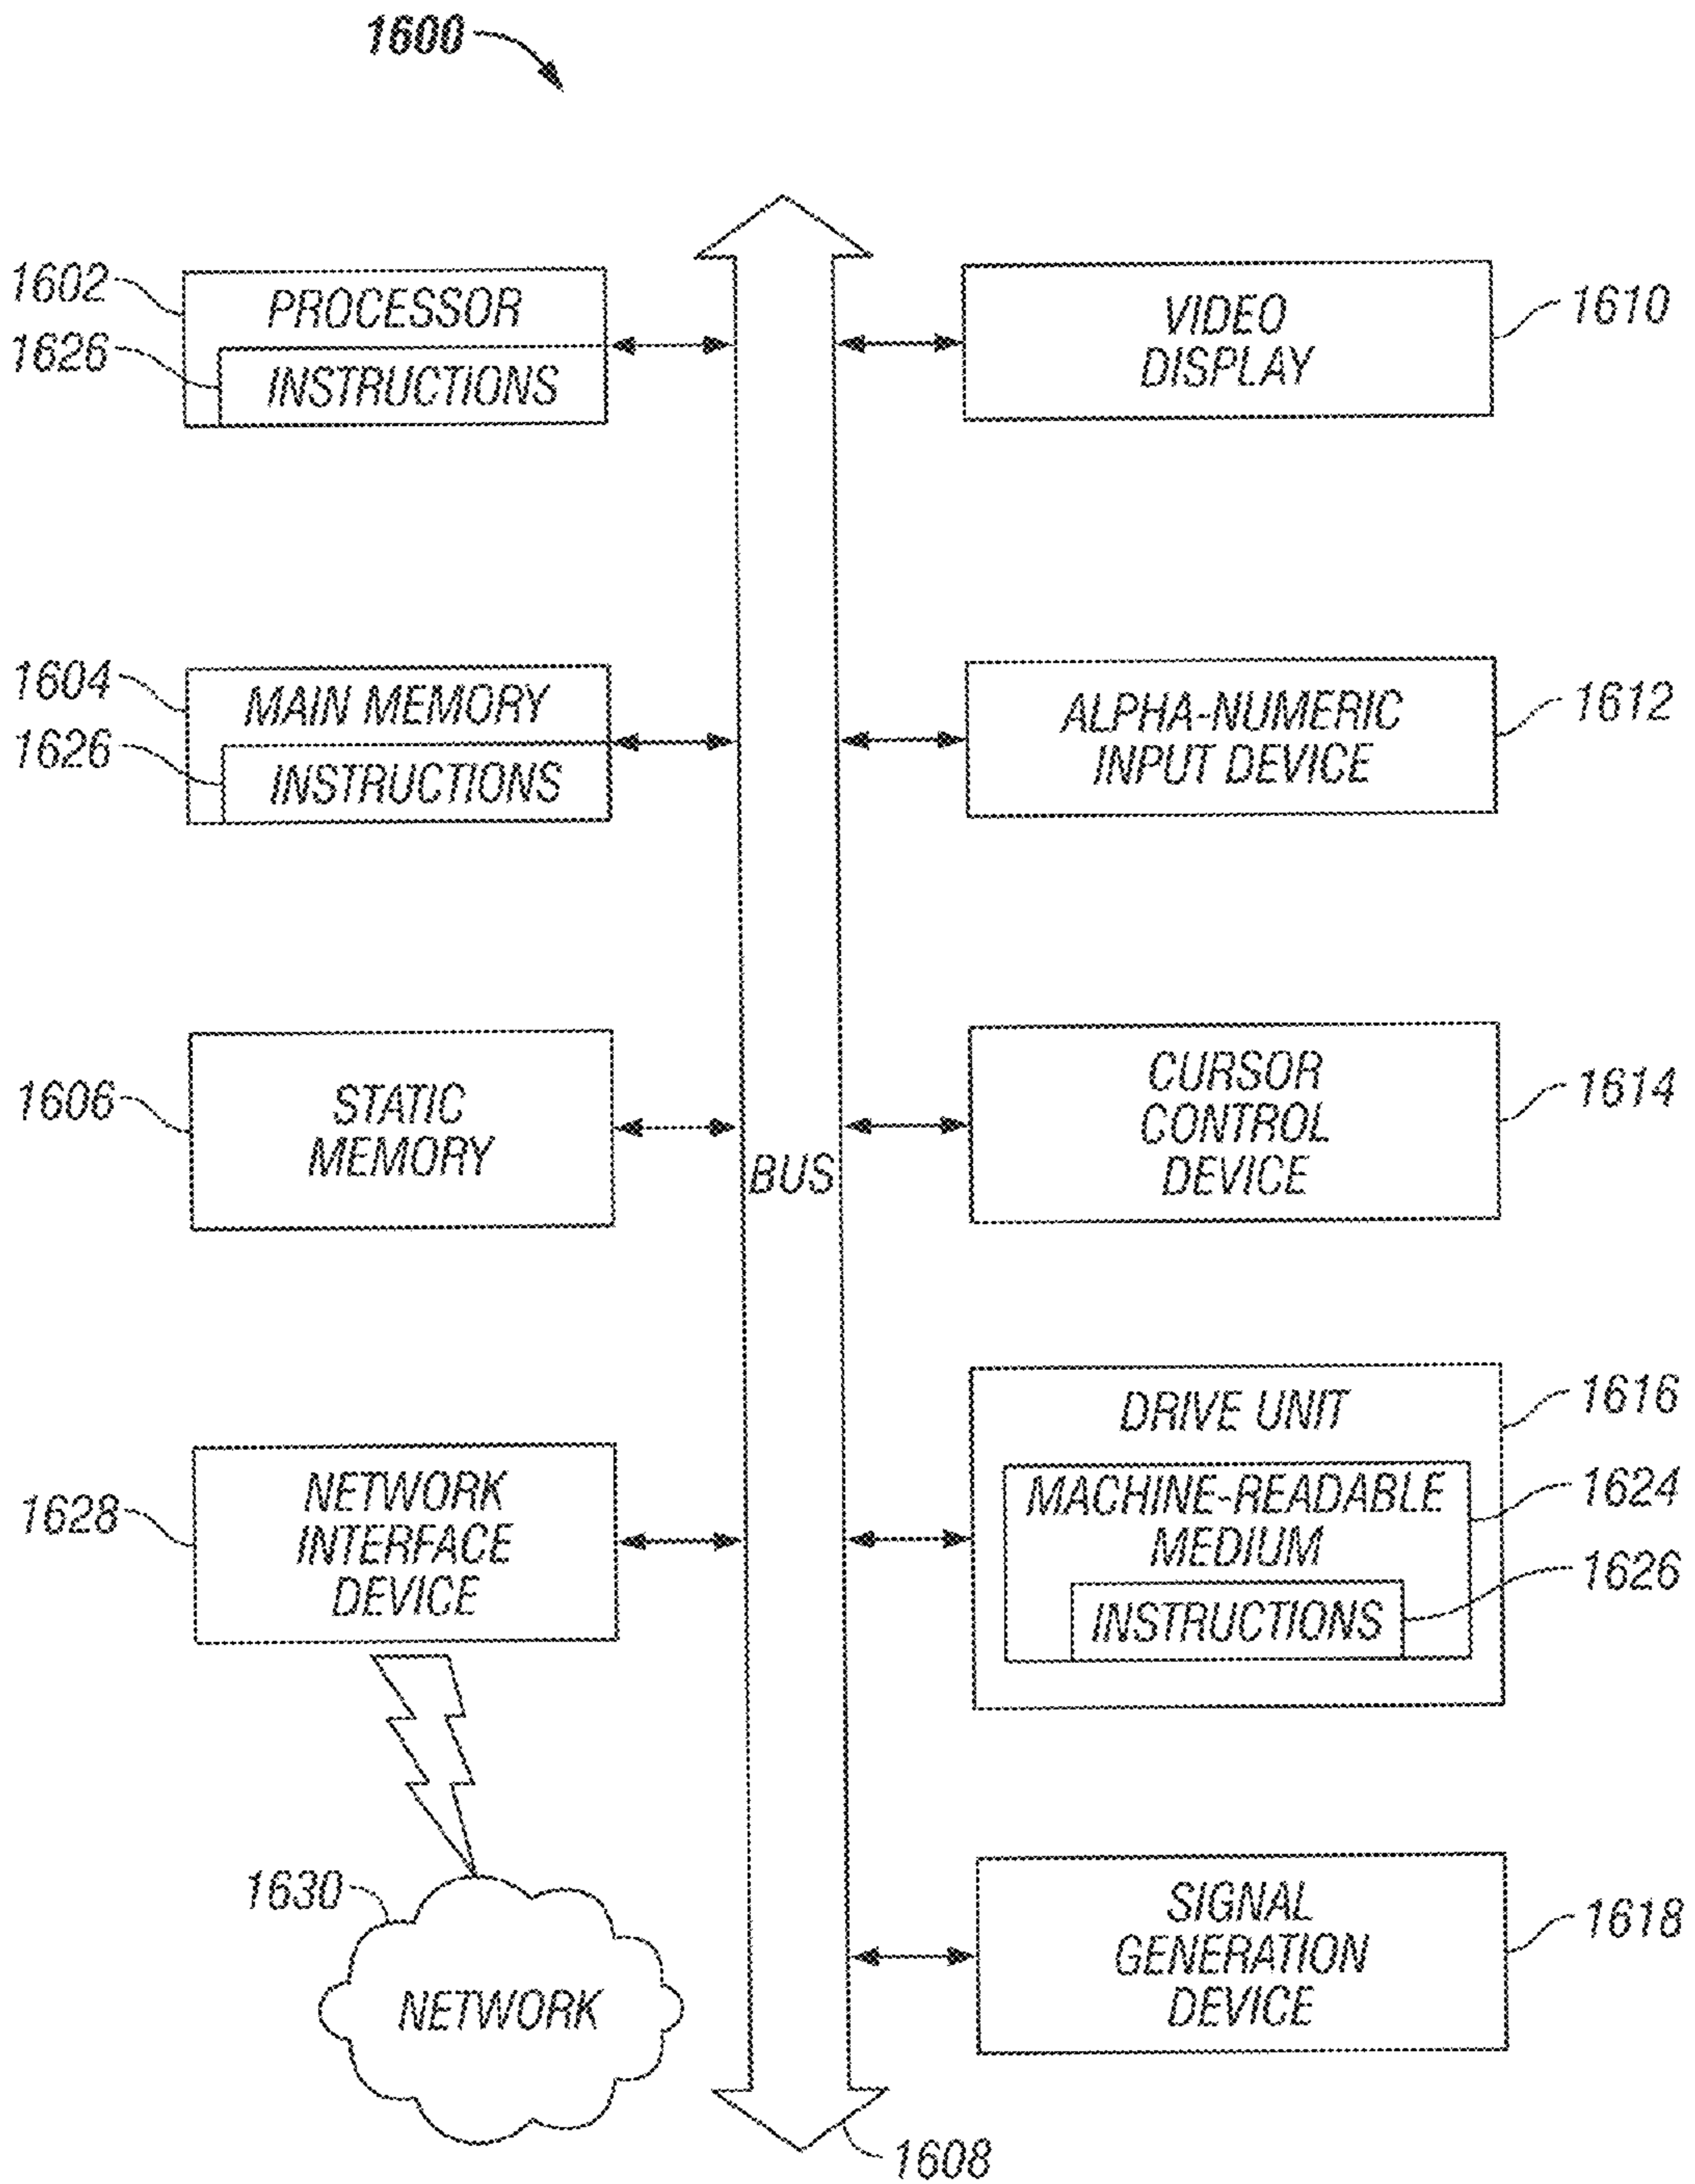 1600
1602
PROCESSOR
1626
INSTRUCTIONS
VIDEO
DISPLAY
1610
1604
MAIN MEMORY
1626
INSTRUCTIONS
ALPHA-NUMERIC
INPUT DEVICE
1612
1606
STATIC
MEMORY
BUS
CURSOR
CONTROL
DEVICE
1614
1628
NETWORK
INTERFACE
DEVICE
DRIVE UNIT
1616
MACHINE-READABLE
MEDIUM
1624
INSTRUCTIONS
1626
1630
NETWORK
SIGNAL
GENERATION
DEVICE
1618
1608